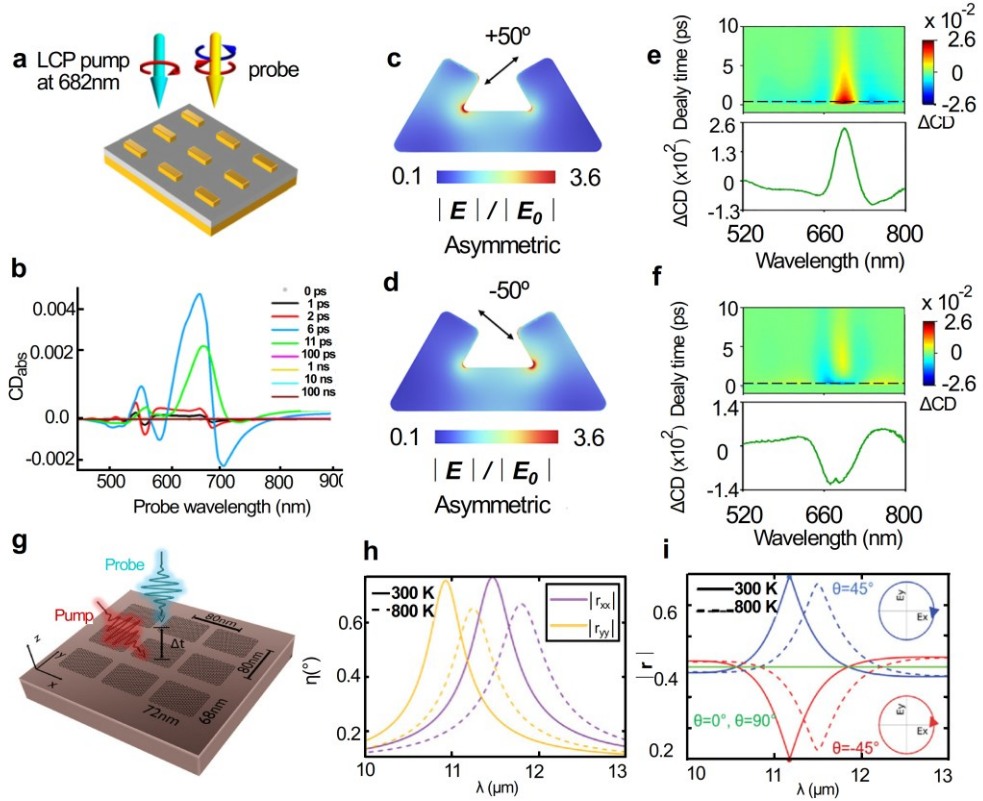 a
LCP pump
at 682nm
probe
b
0.004
0.002
0.0
-0.002
CDabs
0 ps
1 ps
2 ps
6 ps
11 ps
100 ps
1 ns
10 ns
100 ns
500
600
700
800
90
Probe wavelength (nm)
c
+50º
0.1
3.6
| E | / | E0 |
Asymmetric
d
-50º
0.1
3.6
| E | / | E0 |
Asymmetric
e
10
5
0
Dealy time (ps)
x 10-2
2.6
0
-2.6
ΔCD
2.6
1.3
0
-1.3
ΔCD (x10²)
520
660
800
Wavelength (nm)
f
10
5
0
Dealy time (ps)
x 10-2
2.6
0
-2.6
ΔCD
1.4
0
-1.4
ΔCD (x10²)
520
660
800
Wavelength (nm)
g
Probe
Pump
80nm
Δt
80nm
z
y
x
72nm
68nm
h
300 K
800 K
|rxx|
|ryy|
0.6
0.4
0.2
η(°)
10
11
12
13
λ (μm)
i
300 K
800 K
θ=45°
Ey
Ex
0.6
0.4
0.2
| r |
θ=0°, θ=90°
Ey
Ex
θ=-45°
10
11
12
13
λ (μm)